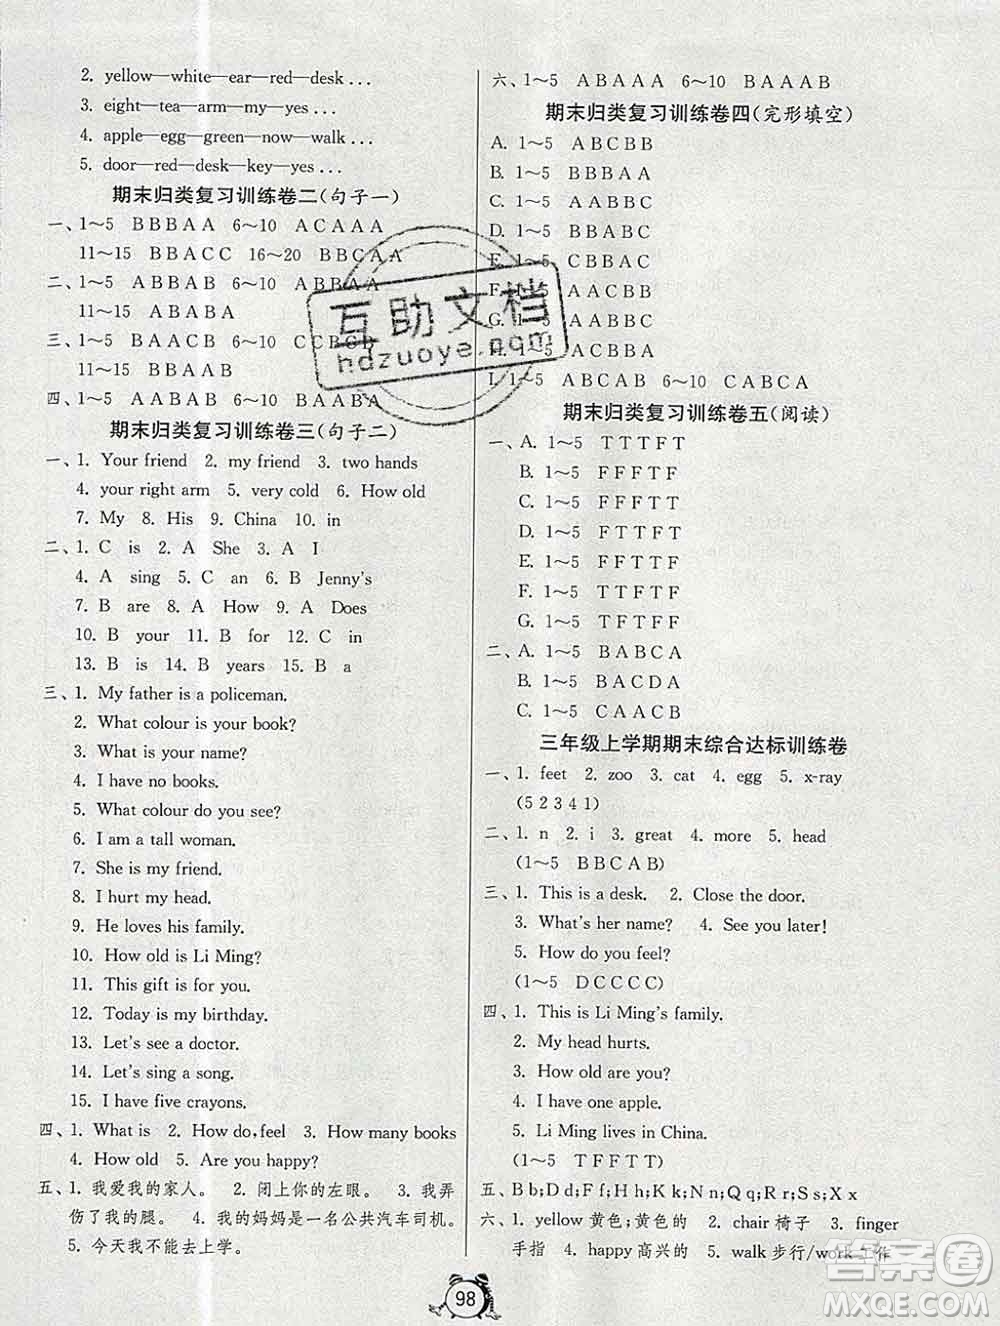 2. yellow—white—ear—red—desk ...
3. eight—tea—arm—my—yes ...
4. apple—egg—green—now—walk ...
5. door—red—desk—key—yes ...
期末归类复习训练卷二(句子一)
一、1～5 BBBAA 6～10 ACAAA
11～15 BBACC 16～20 BBCAA
二、1～5 ABBAB 6～10 ABBAA
11～15 ABABA
三、1～5 BAACB 6～10 CCBCB
11～15 BBAAA
四、1～5 AABAB 6～10 BAABA
期末归类复习训练卷三(句子二)
一、1. Your friend 2. my friend 3. two hands
4. your right arm 5. very cold 6. How old
7. My 8. His 9. China 10. in
二、1. C is 2. A She 3. A I
4. A sing 5. C an 6. B Jenny's
7. B are 8. A How 9. A Does
10. B your 11. B for 12. C in
13. B is 14. B years 15. B a
三、1. My father is a policeman.
2. What colour is your book?
3. What is your name?
4. I have no books.
5. What colour do you see?
6. I am a tall woman.
7. She is my friend.
8. I hurt my head.
9. He loves his family.
10. How old is Li Ming?
11. This gift is for you.
12. Today is my birthday.
13. Let's see a doctor.
14. Let's sing a song.
15. I have five crayons.
四、1. What is 2. How do, feel 3. How many books
4. How old 5. Are you happy?
五、1. 我爱我的家人。 2. 闭上你的左眼。 3. 我弄
伤了我的腿。 4. 我的妈妈是一名公共汽车司机。
5. 今天我不能去上学。
六、1～5 ABAAA 6～10 BAAAB
期末归类复习训练卷四(完形填空)
A. 1～5 ABCBB
B. 1～5 BBBAA
C. 1～5 AABBC
D. 1～5 BBABC
E. 1～5 CBBAC
F. 1～5 AACBB
G. 1～5
1～5 BBABC
I. 1～5 ABCAB 6～10 CABCA
期末归类复习训练卷五(阅读)
一、A. 1～5 TTTFT
B. 1～5 FFFTF
C. 1～5 FFFTT
D. 1～5 FTTFT
E. 1～5 FFTTF
F. 1～5 TFTTT
G. 1～5 TFTFF
二、A. 1～5 BABCA
B. 1～5 BACDA
C. 1～5 CAACB
三年级上学期期末综合达标训练卷
一、1. feet 2. zoo 3. cat 4. egg 5. x-ray
(5 2 3 4 1)
二、1. n 2. i 3. great 4. more 5. head
(1～5 BBCAB)
三、1. This is a desk. 2. Close the door.
3. What's her name? 4. See you later!
5. How do you feel?
(1～5 DCCCC)
四、1. This is Li Ming's family.
2. My head hurts.
3. How old are you?
4. I have one apple.
5. Li Ming lives in China.
(1～5 TFFTT)
五、B b;D d;F f;H h;K k;N n;Q q;R r;S s;X x
六、1. yellow 黄色;黄色的 2. chair 椅子 3. finger
手指 4. happy 高兴的 5. walk 步行/work 工作
98
互助文档
hdzuoye.com
答案圈
MXQE.COM